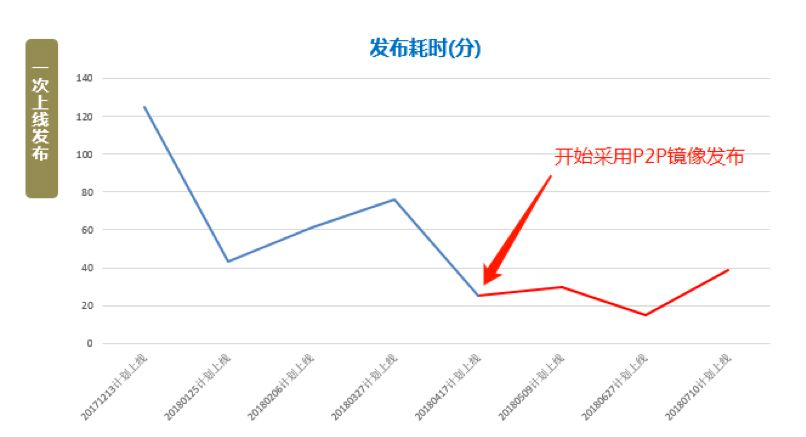 发布耗时(分)
一次上线发布
140
120
100
80
60
40
20
0
开始采用P2P镜像发布
20171213计划上线
20180125计划上线
20180206计划上线
20180327计划上线
20180417计划上线
20180509计划上线
20180627计划上线
20180710计划上线